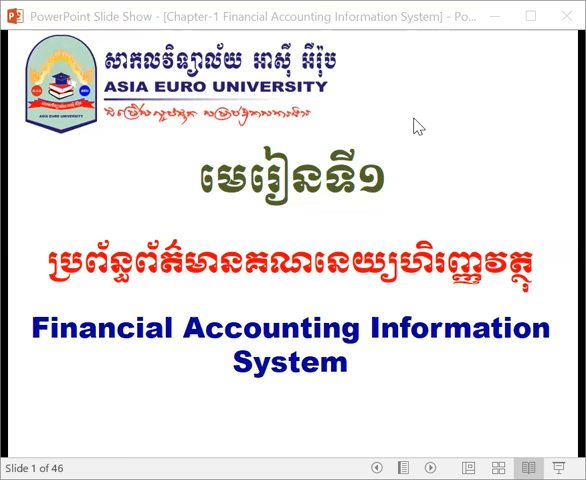 PowerPoint Slide Show - [Chapter-1 Financial Accounting Information System] - Po...
សាកលវិទ្យាល័យ អាស៊ី អឺរ៉ុប
ASIA EURO UNIVERSITY
មេរៀនទី១
ប្រព័ន្ធព័ត៌មានគណនេយ្យហិរញ្ញវត្ថុ
Financial Accounting Information
System
Slide 1 of 46